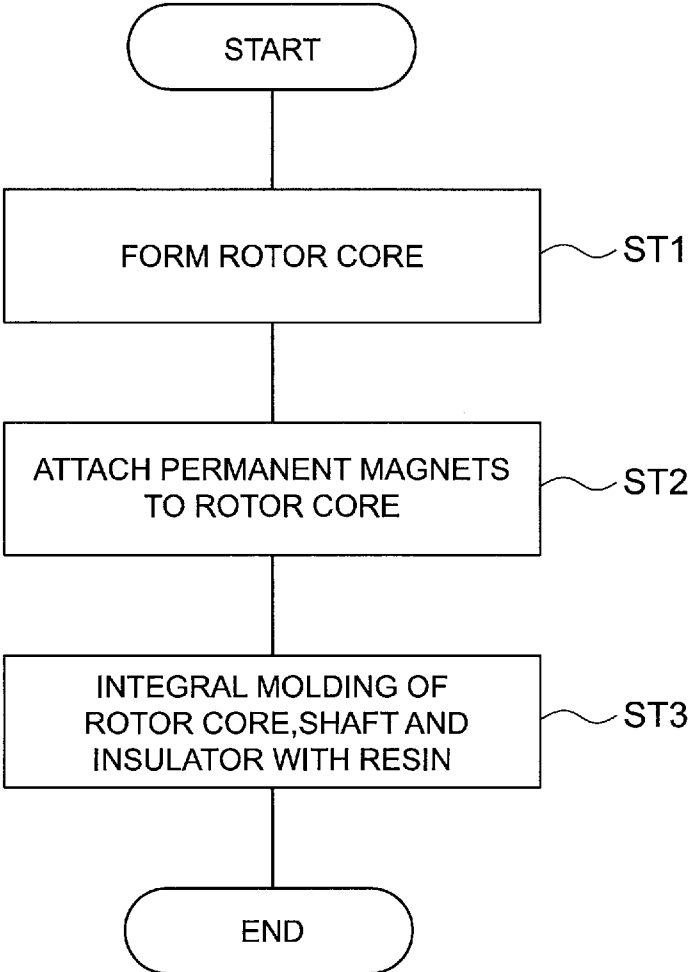 START
FORM ROTOR CORE
ST1
ATTACH PERMANENT MAGNETS
TO ROTOR CORE
ST2
INTEGRAL MOLDING OF
ROTOR CORE,SHAFT AND
INSULATOR WITH RESIN
ST3
END